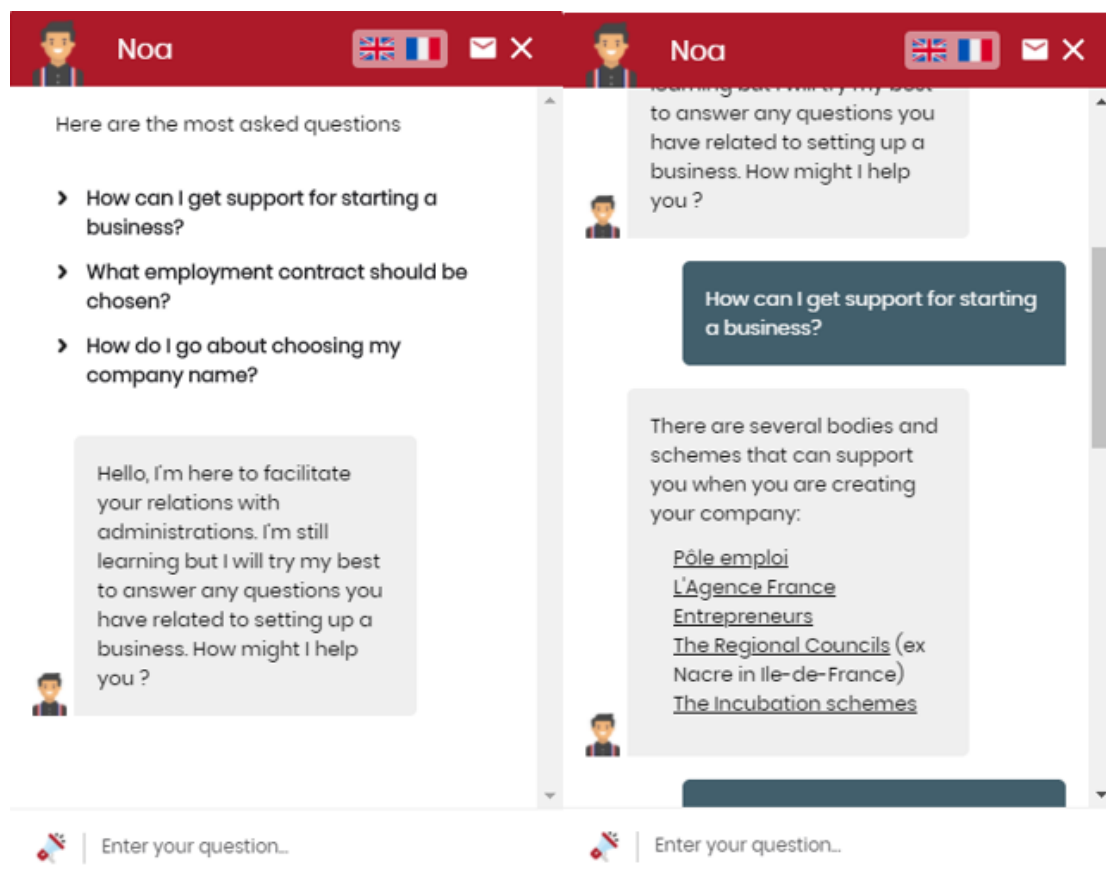 Noa
Here are the most asked questions
How can I get support for starting a
business?
What employment contract should be
chosen?
How do I go about choosing my
company name?
Hello, I'm here to facilitate
your relations with
administrations. I'm still
learning but I will try my best
to answer any questions you
have related to setting up a
business. How might I help
you ?
Enter your question...
Noa
learning but I will try my best
to answer any questions you
have related to setting up a
business. How might I help
you ?
How can I get support for starting
a business?
There are several bodies and
schemes that can support
you when you are creating
your company:
Pôle emploi
L'Agence France
Entrepreneurs
The Regional Councils (ex
Nacre in Ile-de-France)
The Incubation schemes
Enter your question...